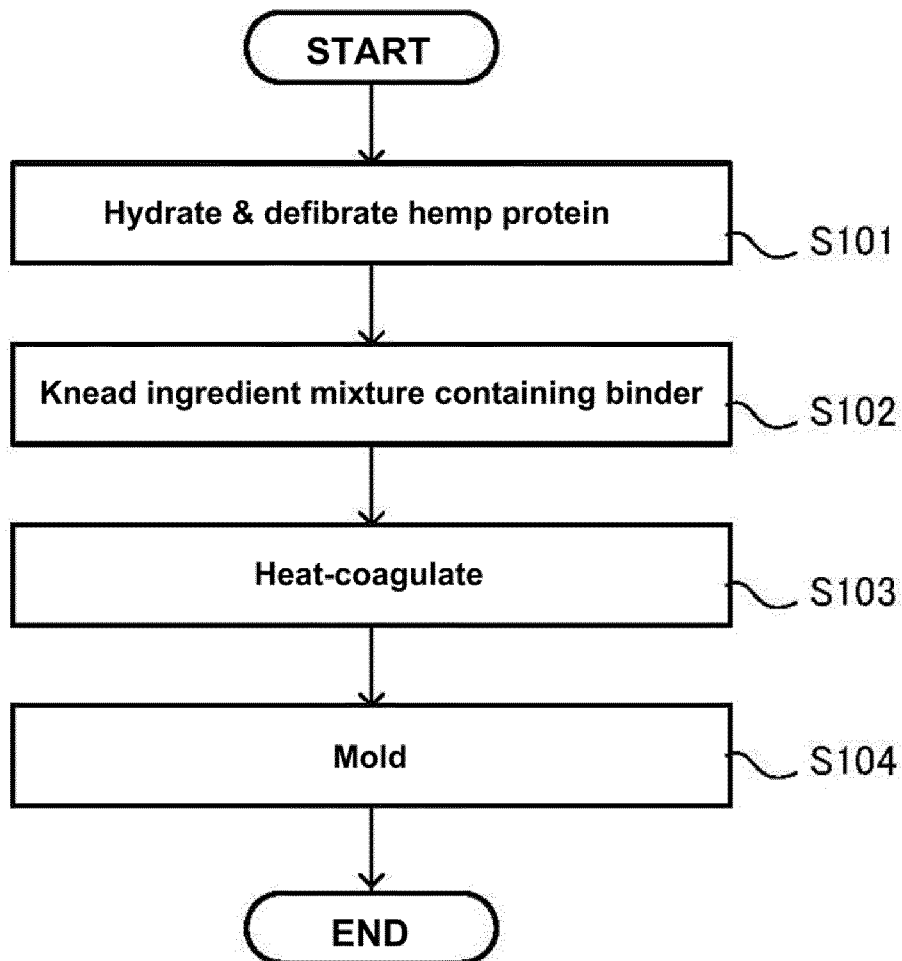 START
Hydrate & defibrate hemp protein
S101
Knead ingredient mixture containing binder
S102
Heat-coagulate
S103
Mold
S104
END